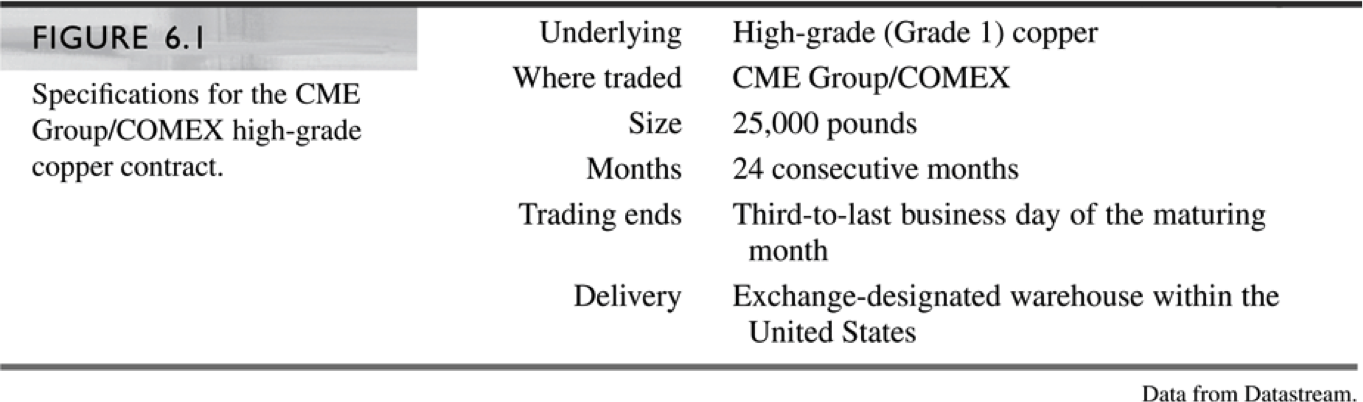 FIGURE 6.1
Specifications for the CME
Group/COMEX high-grade
copper contract.
Underlying High-grade (Grade 1) copper
Where traded CME Group/COMEX
Size 25,000 pounds
Months 24 consecutive months
Trading ends Third-to-last business day of the maturing
month
Delivery Exchange-designated warehouse within the
United States
Data from Datastream.